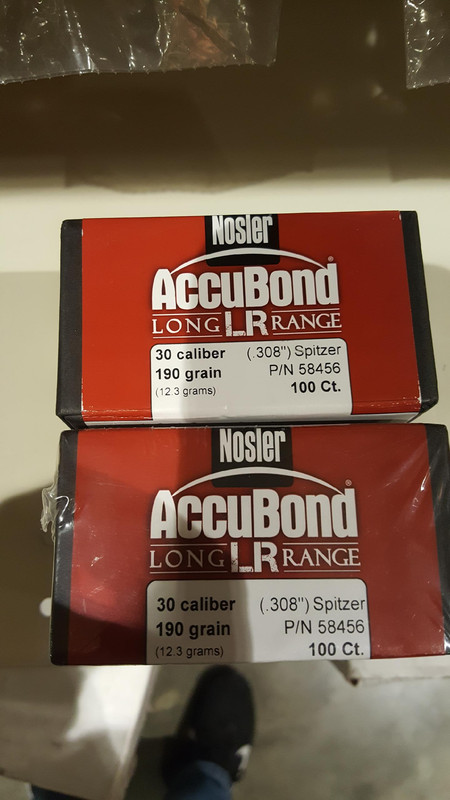 Nosler
AccuBond®
LONG LR RANGE
30 caliber (.308") Spitzer
190 grain P/N 58456
(12.3 grams) 100 Ct.
Nosler
AccuBond®
LONG LR RANGE
30 caliber (.308") Spitzer
190 grain P/N 58456
(12.3 grams) 100 Ct.